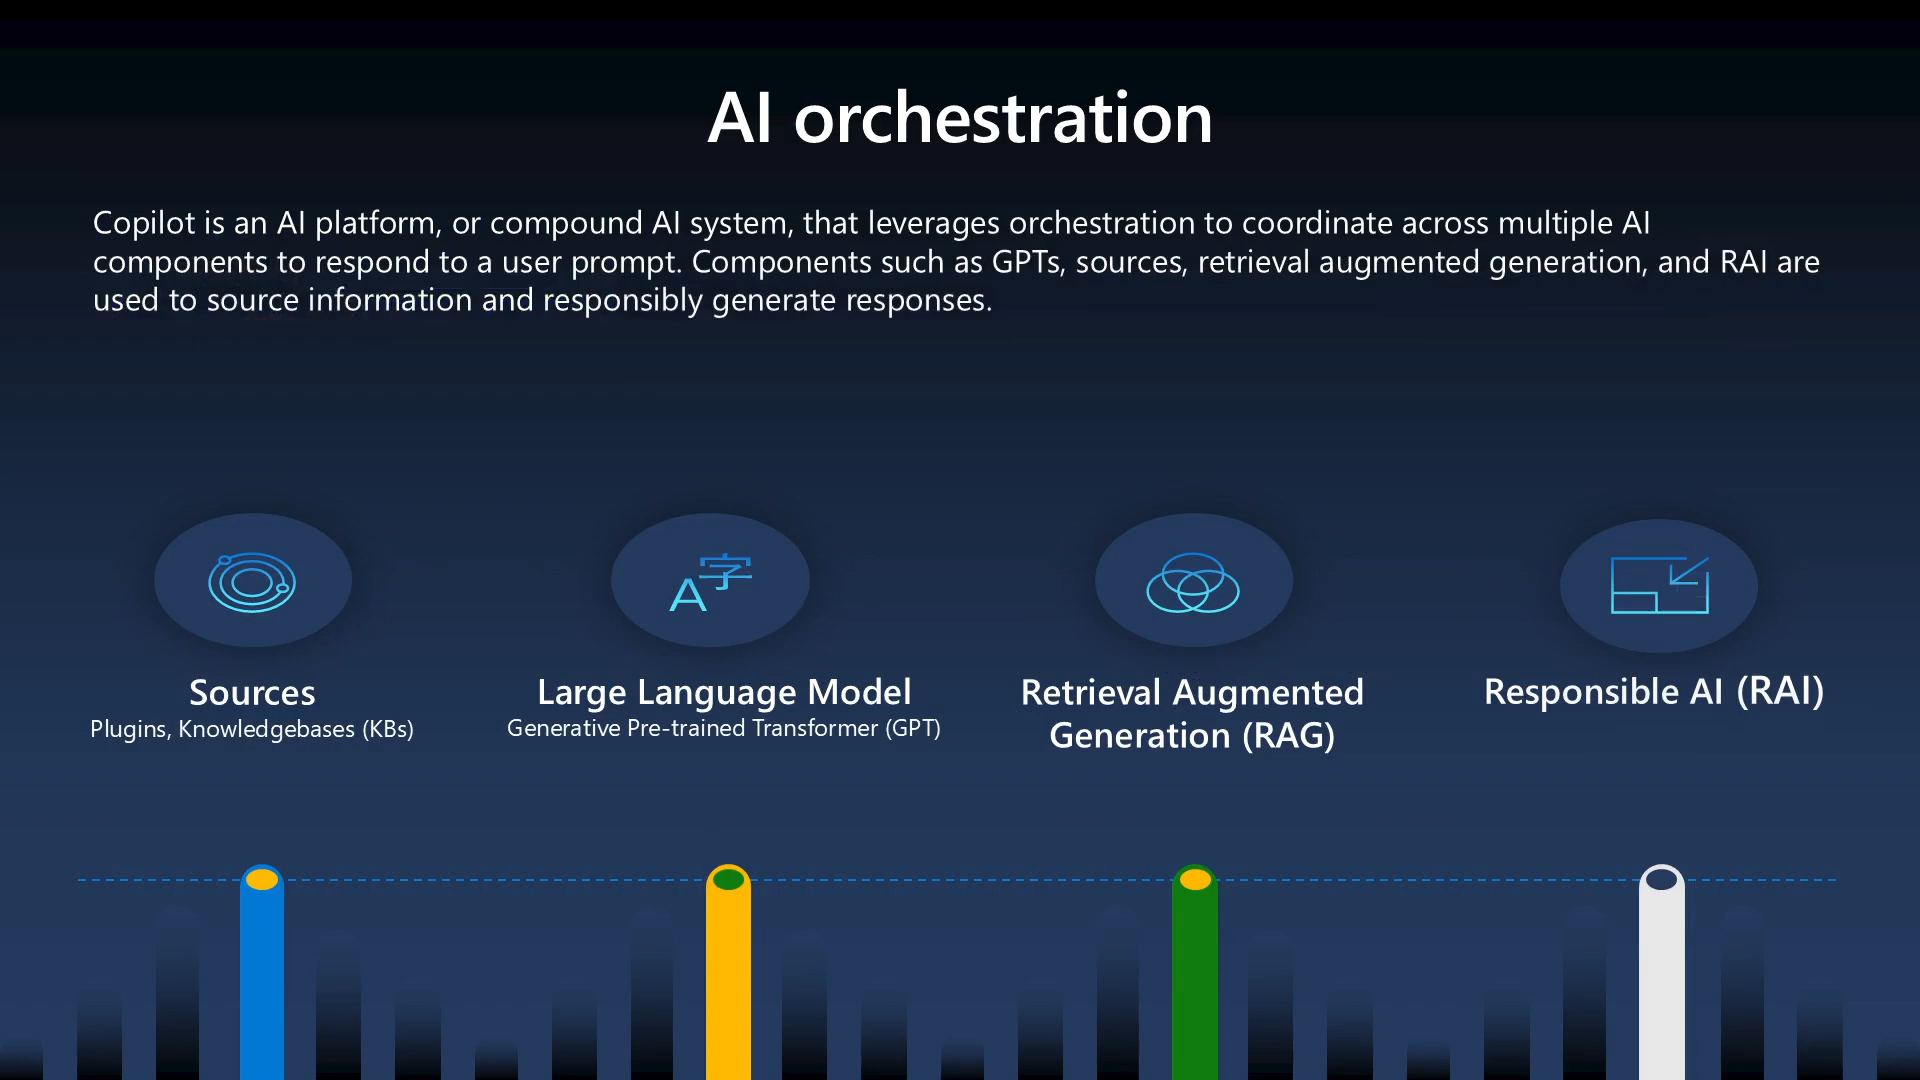 AI orchestration
Copilot is an AI platform, or compound AI system, that leverages orchestration to coordinate across multiple AI
components to respond to a user prompt. Components such as GPTs, sources, retrieval augmented generation, and RAI are
used to source information and responsibly generate responses.
A字
Sources
Plugins, Knowledgebases (KBs)
Large Language Model
Generative Pre-trained Transformer (GPT)
Retrieval Augmented
Generation (RAG)
Responsible AI (RAI)